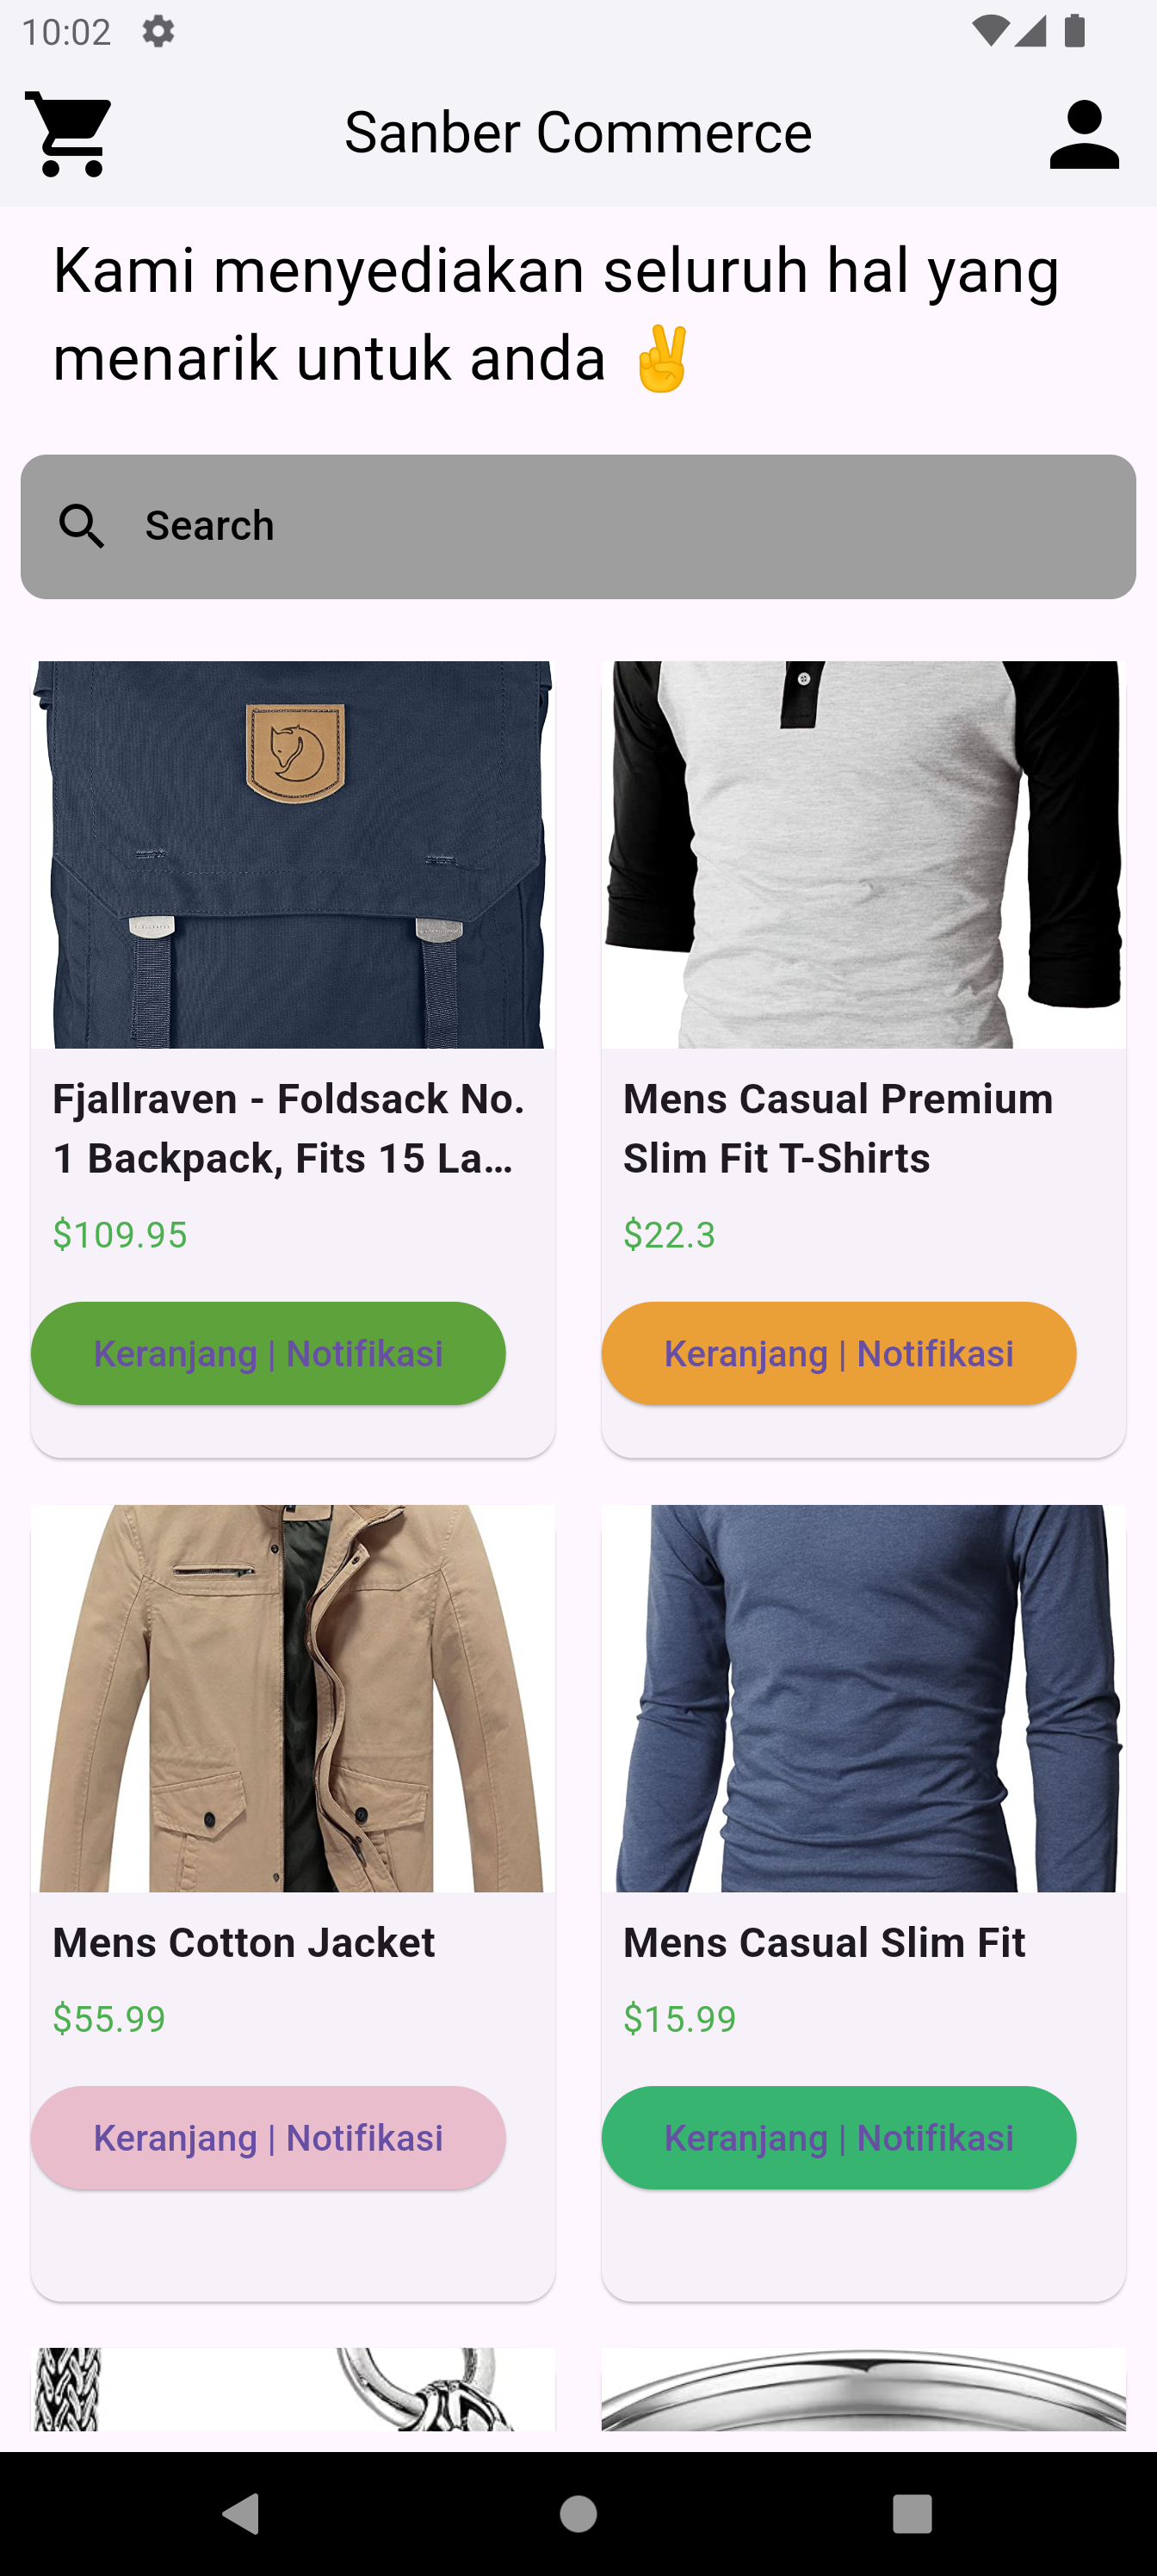 10:02
Sanber Commerce
Kami menyediakan seluruh hal yang
menarik untuk anda ✌
Search
Fjallraven - Foldsack No.
1 Backpack, Fits 15 La…
$109.95
Keranjang | Notifikasi
Mens Casual Premium
Slim Fit T-Shirts
$22.3
Keranjang | Notifikasi
Mens Cotton Jacket
$55.99
Keranjang | Notifikasi
Mens Casual Slim Fit
$15.99
Keranjang | Notifikasi